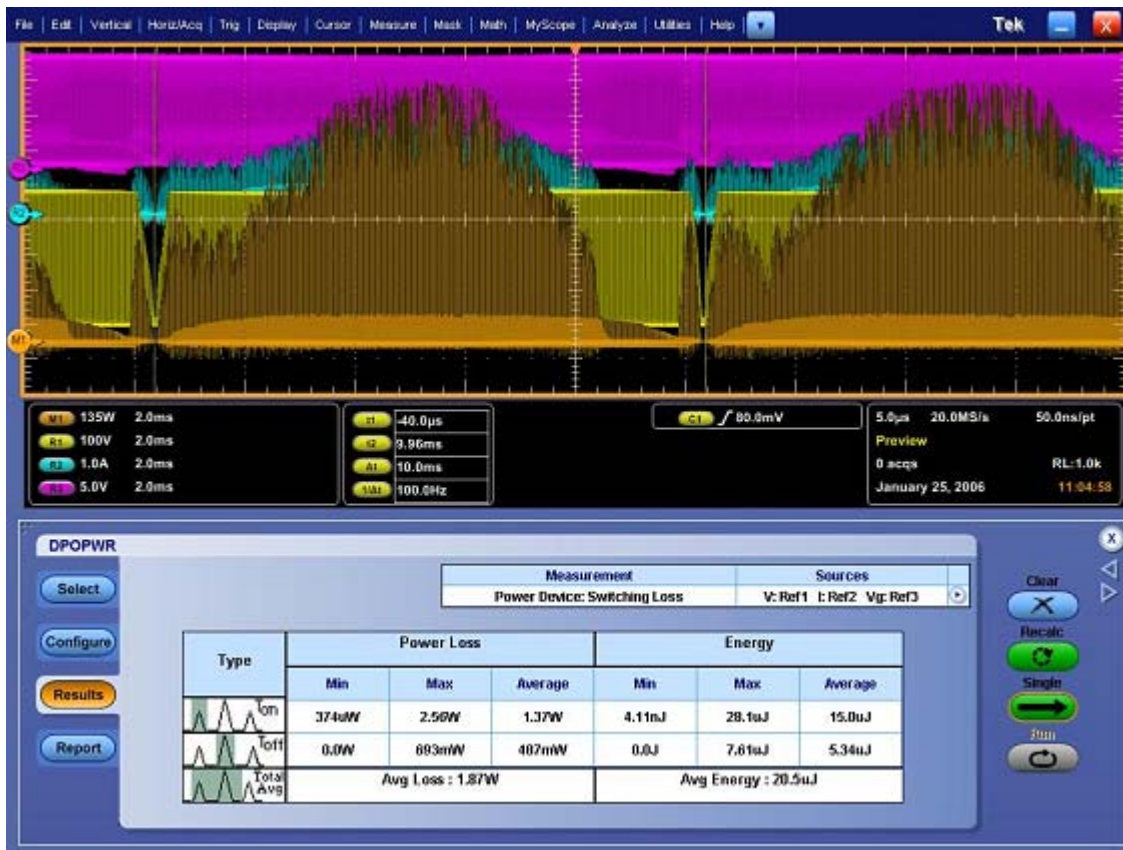 File | Edit | Vertical | Horiz/Acq | Trig | Display | Cursor | Measure | Mask | Math | MyScope | Analyze | Utilities | Help
Tek
X
R3
R2
M1
M1 135W 2.0ms
R1 100V 2.0ms
R2 1.0A 2.0ms
R3 5.0V 2.0ms
t1 -40.0µs
t2 9.96ms
Δt 10.0ms
1/Δt 100.0Hz
C1 80.0mV
5.0µs 20.0MS/s 50.0ns/pt
Preview
0 acqs RL:1.0k
January 25, 2006 11:04:58
DPOPWR
X
Select
Configure
Results
Report
Measurement Sources
Power Device: Switching Loss V: Ref1 I: Ref2 Vg: Ref3
Clear
Recalc
Single
Run
Type Power Loss Energy
Min Max Average Min Max Average
Ton 374uW 2.56W 1.37W 4.11nJ 28.1uJ 15.0uJ
Toff 0.0W 693mW 487mW 0.0J 7.61uJ 5.34uJ
Total Avg Avg Loss : 1.87W Avg Energy : 20.5uJ